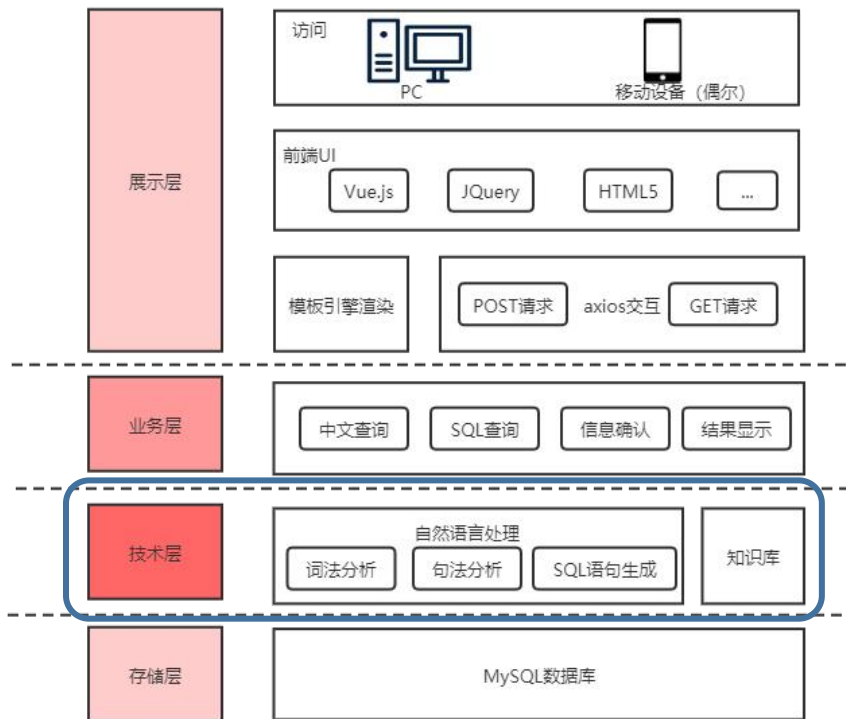 访问
PC
移动设备（偶尔）
展示层
前端UI
Vue.js
JQuery
HTML5
...
模板引擎渲染
POST请求
axios交互
GET请求
业务层
中文查询
SQL查询
信息确认
结果显示
技术层
自然语言处理
词法分析
句法分析
SQL语句生成
知识库
存储层
MySQL数据库